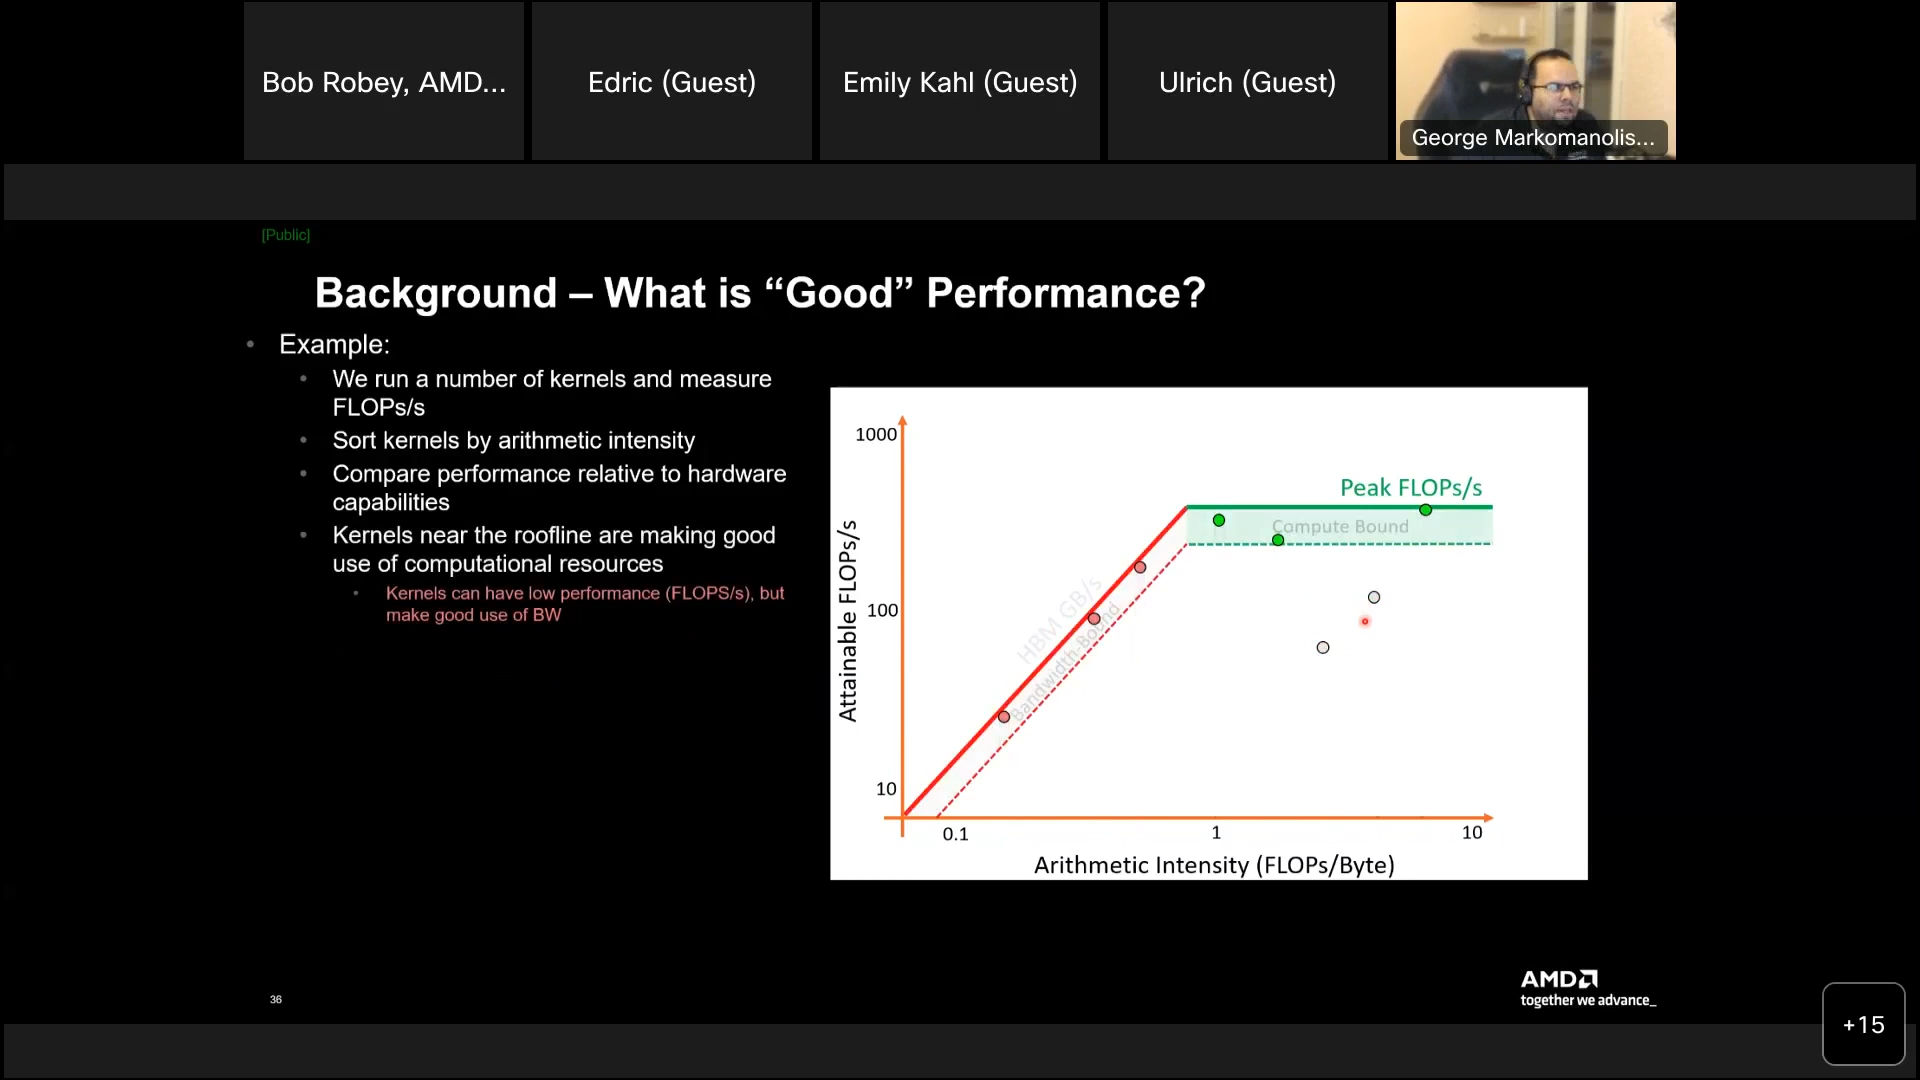 Bob Robey, AMD...
Edric (Guest)
Emily Kahl (Guest)
Ulrich (Guest)
George Markomanolis...
[Public]
Background – What is “Good” Performance?
• Example:
• We run a number of kernels and measure
FLOPs/s
• Sort kernels by arithmetic intensity
• Compare performance relative to hardware
capabilities
• Kernels near the roofline are making good
use of computational resources
• Kernels can have low performance (FLOPS/s), but
make good use of BW
1000
100
10
Attainable FLOPs/s
Peak FLOPs/s
Compute Bound
HBM GB/s
Bandwidth-Bound
0.1
1
10
Arithmetic Intensity (FLOPs/Byte)
36
AMD
together we advance_
+15